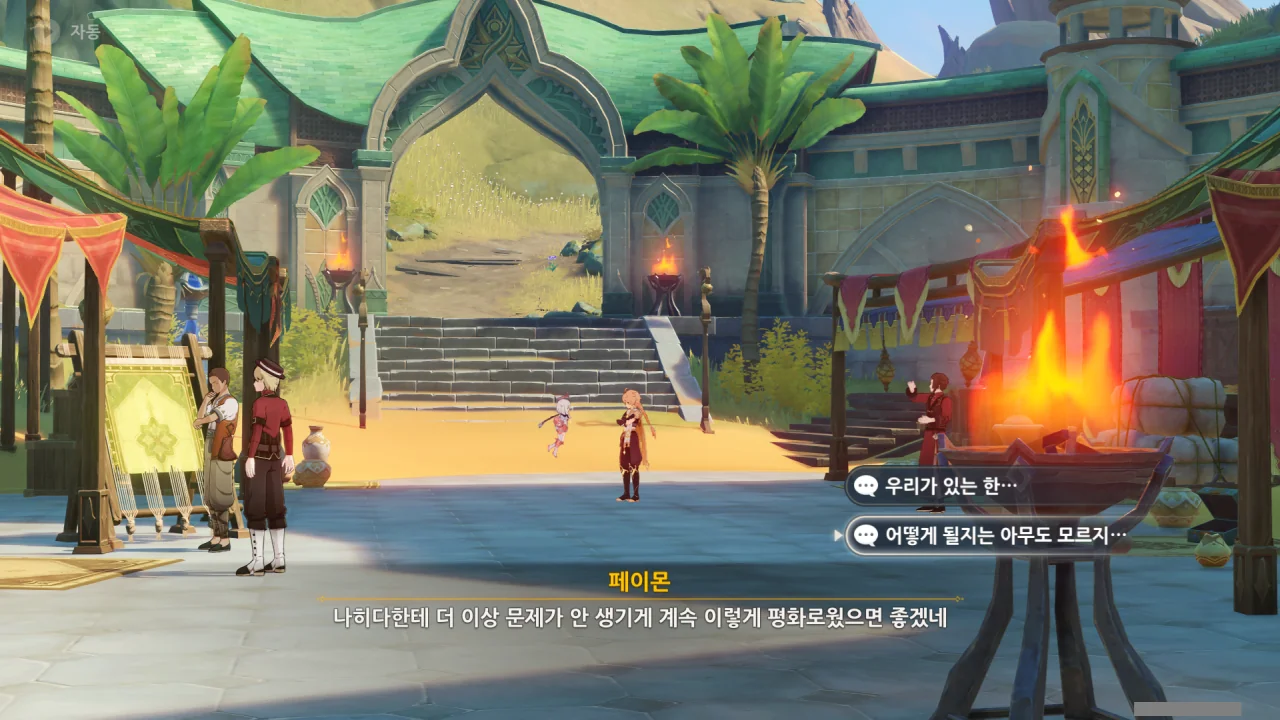 자동
우리가 있는 한…
어떻게 될지는 아무도 모르지…
페이몬
나히다한테 더 이상 문제가 안 생기게 계속 이렇게 평화로웠으면 좋겠네